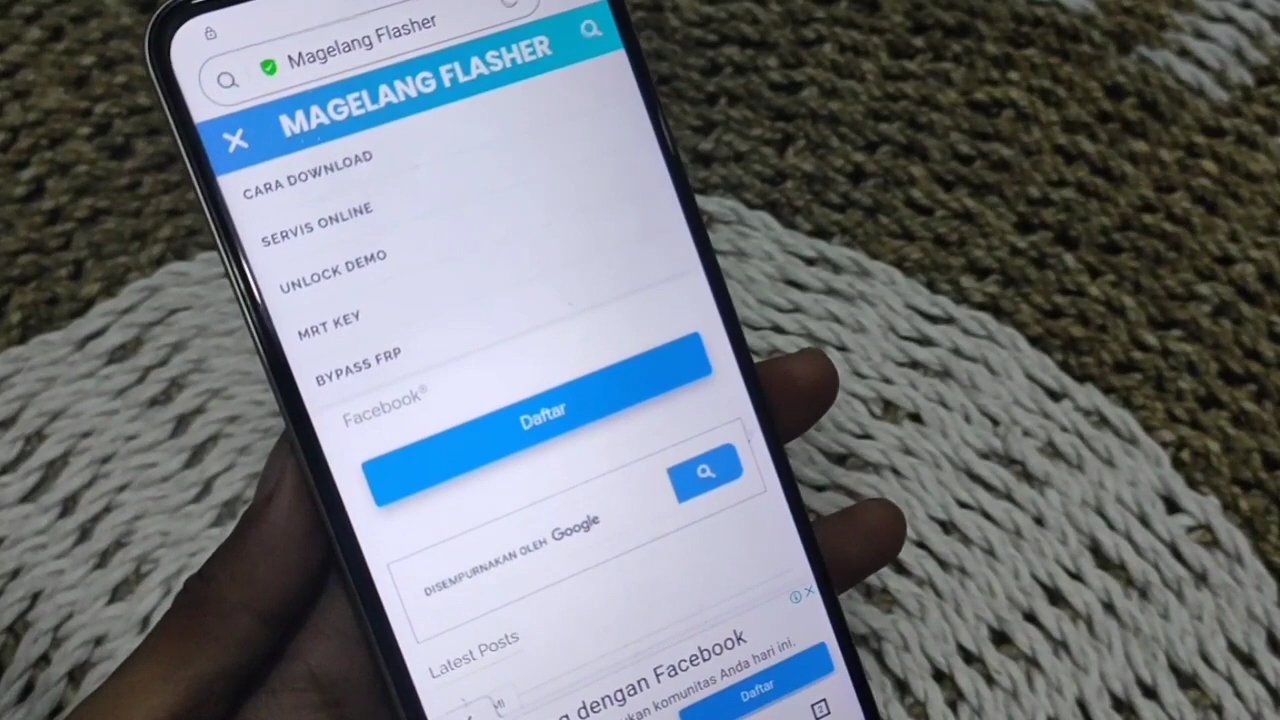 Magelang Flasher
MAGELANG FLASHER
CARA DOWNLOAD
SERVIS ONLINE
UNLOCK DEMO
MRT KEY
BYPASS FRP
Facebook®
Daftar
DISEMPURNAKAN OLEH Google
Latest Posts
dengan Facebook
komunitas Anda hari ini.
Daftar
2